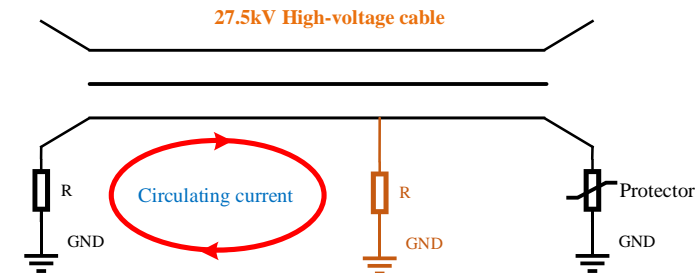 27.5kV High-voltage cable
R
Circulating current
R
Protector
GND
GND
GND